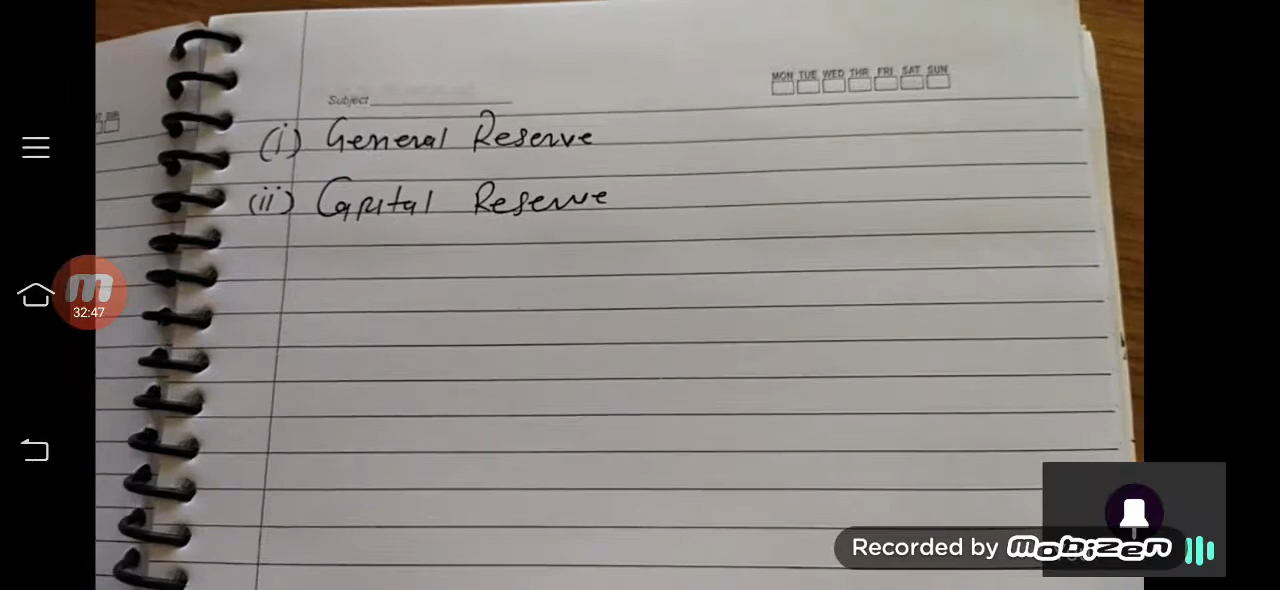 MON TUE WED THR FRI SAT SUN
Subject
(i) General Reserve
(ii) Capital Reserve
32:47
Recorded by mobizen